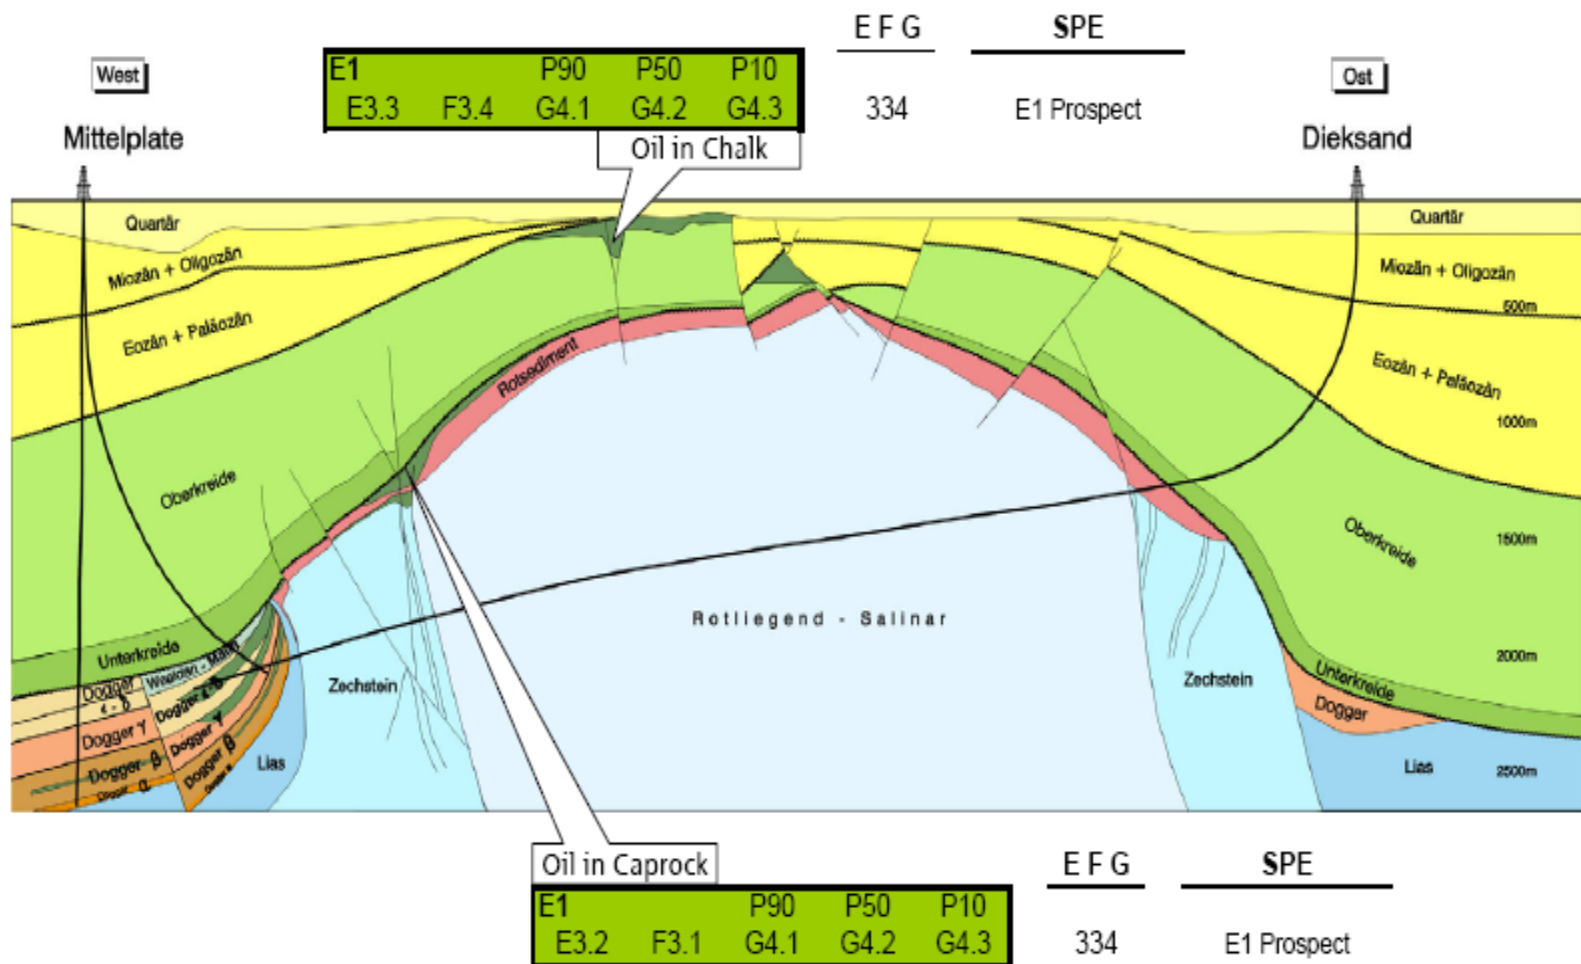 E F G
SPE
West
E1 P90 P50 P10
E3.3 F3.4 G4.1 G4.2 G4.3
334
E1 Prospect
Ost
Mittelplate
Oil in Chalk
Dieksand
Quartär
Quartär
Miozän + Oligozän
Miozän + Oligozän
500m
Eozän + Paläozän
Eozän + Paläozän
Rotsediment
1000m
Oberkreide
Oberkreide
1500m
Rotliegend - Salinar
Unterkreide
Wealden - Malm
2000m
Unterkreide
Zechstein
Zechstein
Dogger
ε - δ
Dogger ε-δ
Dogger
Dogger γ
Dogger γ
Dogger β
Dogger β
Dogger α
Lias
Lias
2500m
Oil in Caprock
E F G
SPE
E1 P90 P50 P10
E3.2 F3.1 G4.1 G4.2 G4.3
334
E1 Prospect